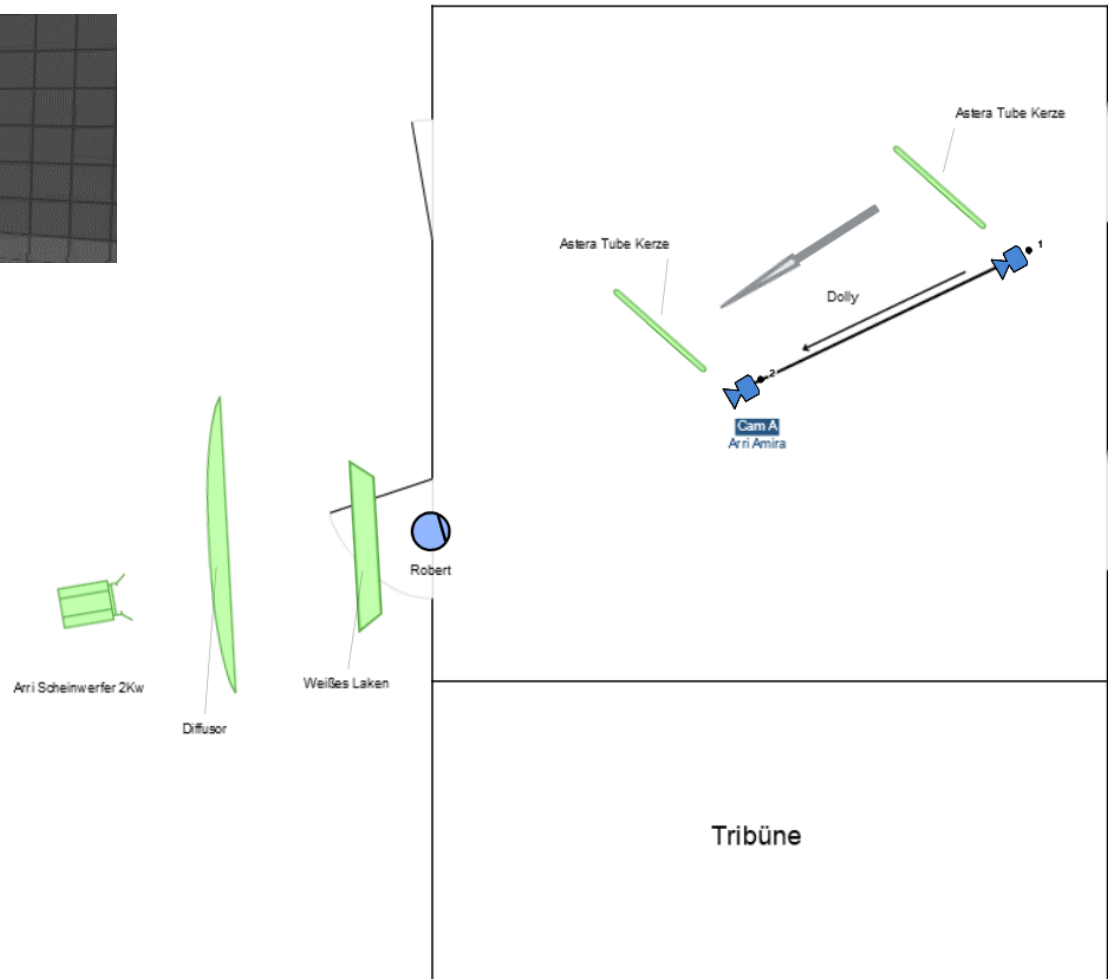 Astera Tube Kerze
Astera Tube Kerze
1
Dolly
2
Cam A
Arri Amira
Robert
Arri Scheinwerfer 2Kw
Weißes Laken
Diffusor
Tribüne